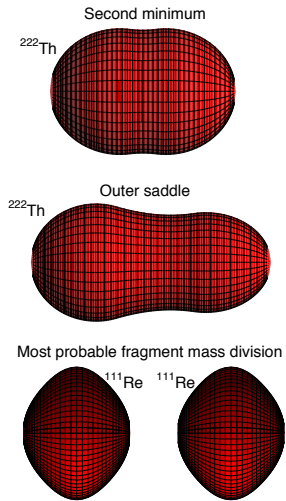 Second minimum
222Th
Outer saddle
222Th
Most probable fragment mass division
111Re 111Re